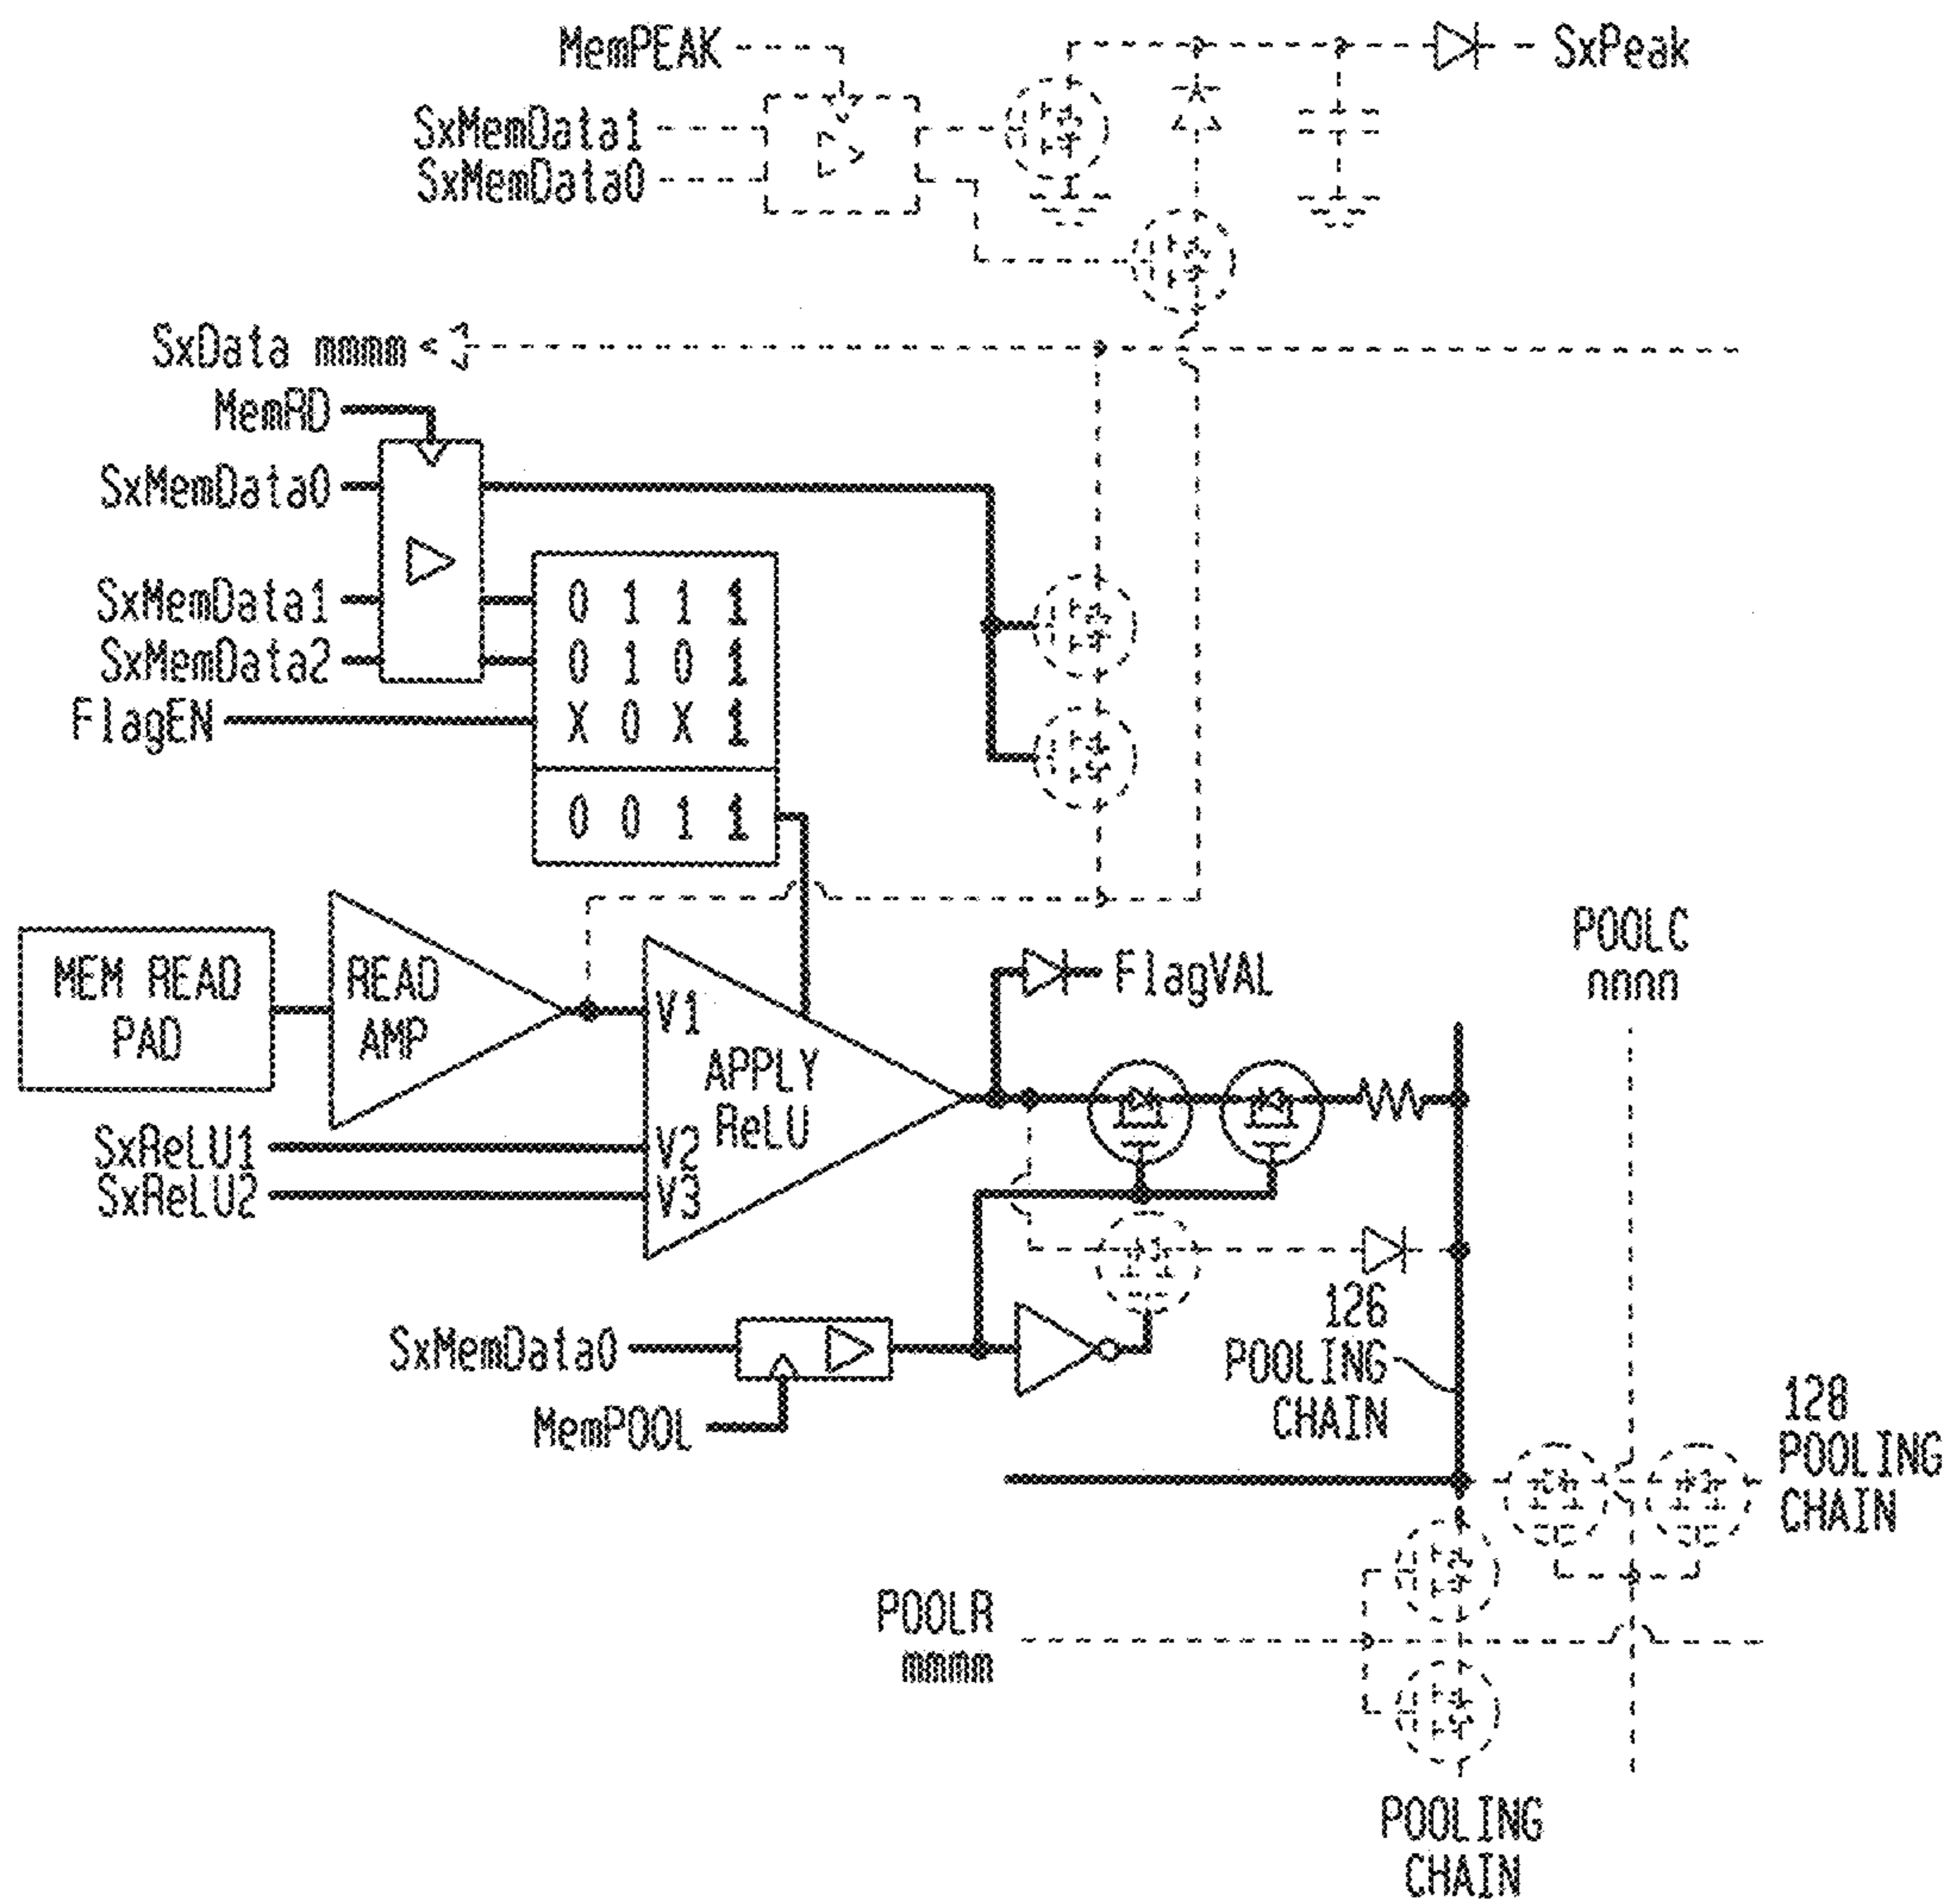 MemPEAK
SxPeak
SxMemData1
SxMemData0
SxData mmmm
MemRD
SxMemData0
SxMemData1
SxMemData2
FlagEN
0 1 1 1
0 1 0 1
X 0 X 1
0 0 1 1
MEM READ
PAD
READ
AMP
V1
APPLY
ReLU
V2
V3
SxReLU1
SxReLU2
FlagVAL
POOLC
nnnn
SxMemData0
MemPOOL
126
POOLING
CHAIN
128
POOLING
CHAIN
POOLR
mmmm
POOLING
CHAIN